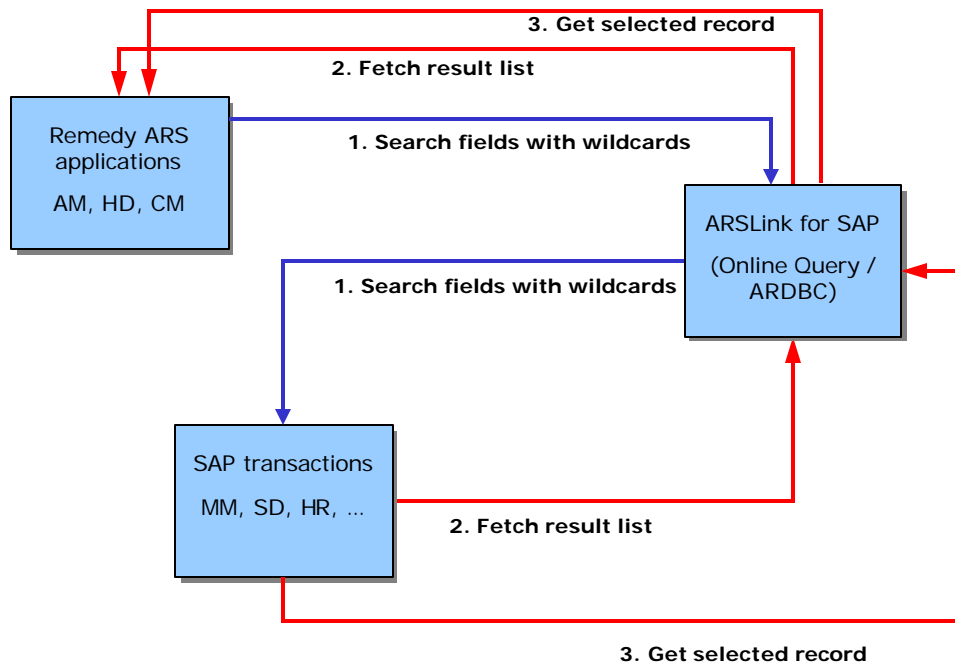 3. Get selected record
2. Fetch result list
Remedy ARS
applications
AM, HD, CM
1. Search fields with wildcards
ARSLink for SAP
(Online Query /
ARDBC)
1. Search fields with wildcards
SAP transactions
MM, SD, HR, ...
2. Fetch result list
3. Get selected record